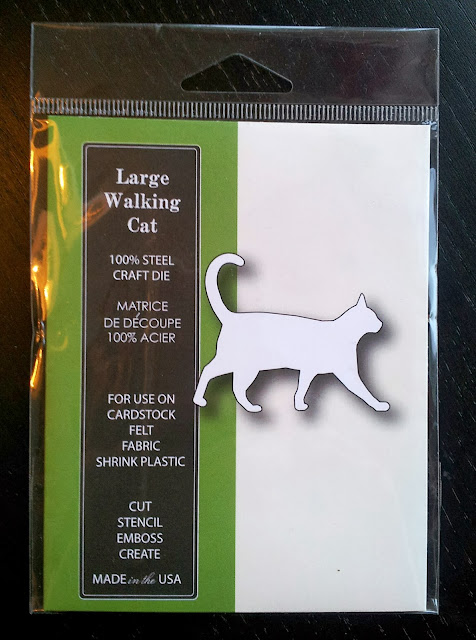 Large
Walking
Cat
100% STEEL
CRAFT DIE
MATRICE
DE DÉCOUPE
100% ACIER
FOR USE ON
CARDSTOCK
FELT
FABRIC
SHRINK PLASTIC
CUT
STENCIL
EMBOSS
CREATE
MADE in the USA